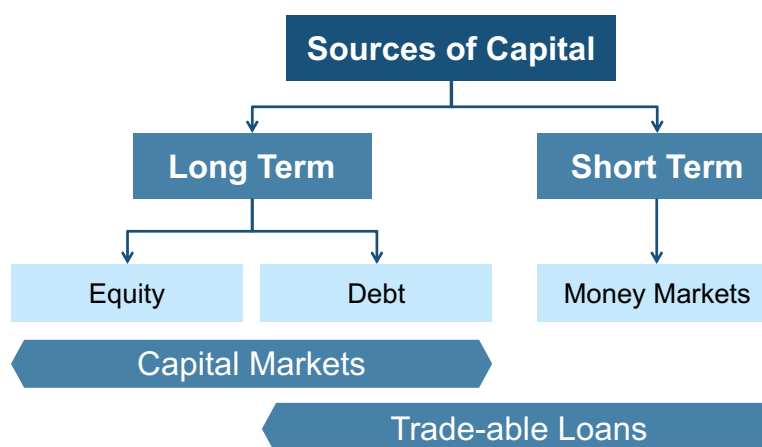 Sources of Capital
Long Term
Short Term
Equity
Debt
Money Markets
Capital Markets
Trade-able Loans